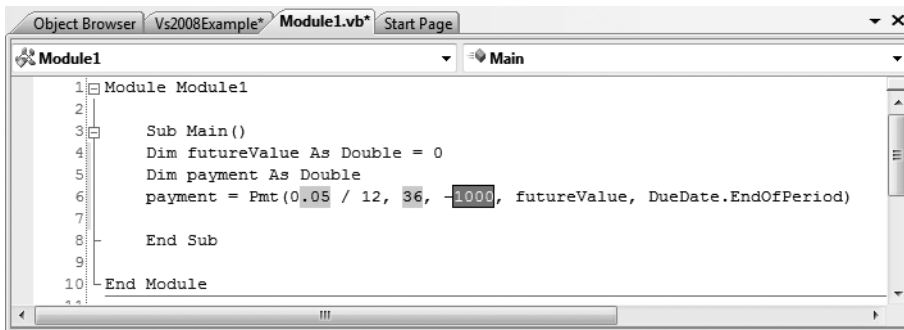 Object Browser Vs2008Example* Module1.vb* Start Page
Module1 Main
1 Module Module1
2
3 Sub Main()
4 Dim futureValue As Double = 0
5 Dim payment As Double
6 payment = Pmt(0.05 / 12, 36, -1000, futureValue, DueDate.EndOfPeriod)
7
8 End Sub
9
10 End Module